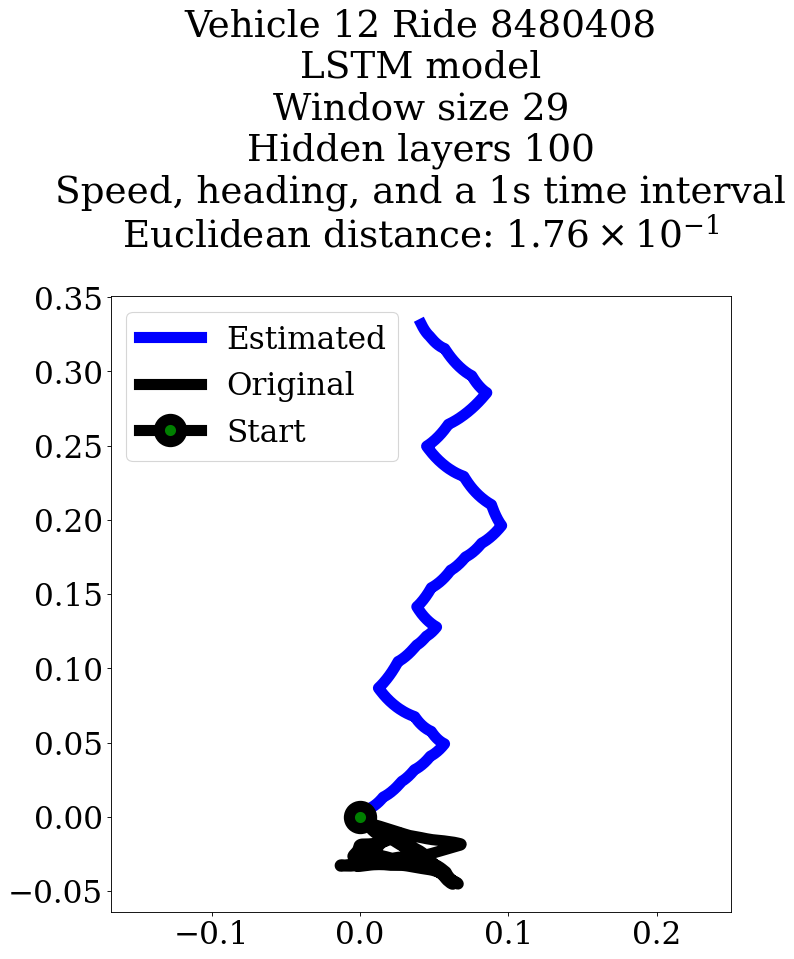 Vehicle 12 Ride 8480408
LSTM model
Window size 29
Hidden layers 100
Speed, heading, and a 1s time interval
Euclidean distance: 1.76 × 10⁻¹
0.35
Estimated
0.30
Original
Start
0.25
0.20
0.15
0.10
0.05
0.00
−0.05
−0.1 0.0 0.1 0.2